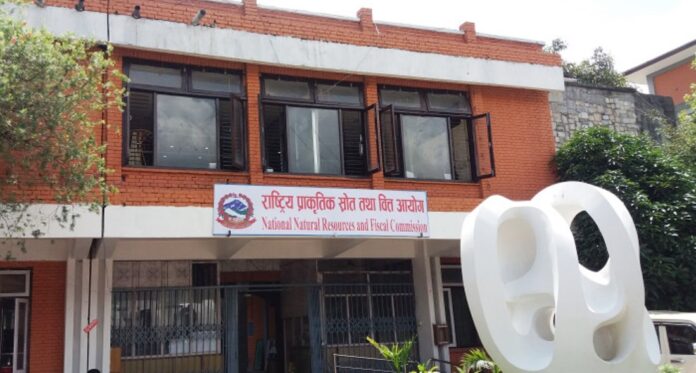 राष्ट्रिय प्राकृतिक स्रोत तथा वित्त आयोग
National Natural Resources and Fiscal Commission